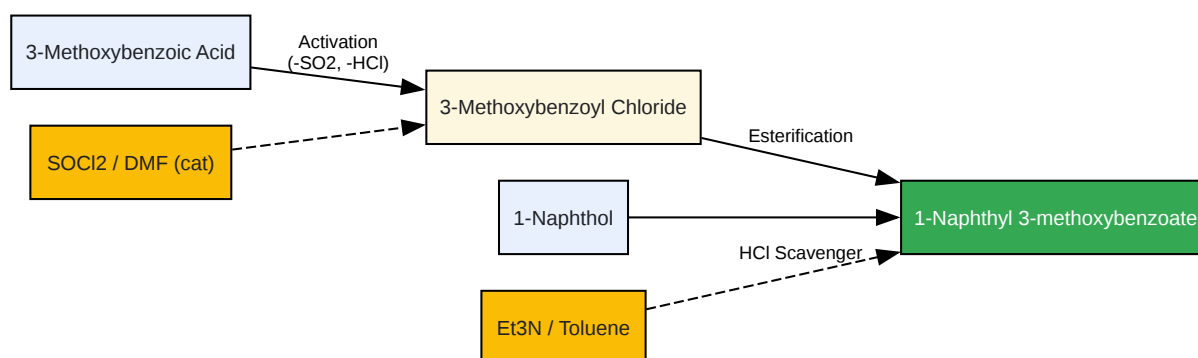 3-Methoxybenzoic Acid
Activation
(-SO2, -HCl)
3-Methoxybenzoyl Chloride
SOCl2 / DMF (cat)
Esterification
1-Naphthol
1-Naphthyl 3-methoxybenzoate
HCl Scavenger
Et3N / Toluene